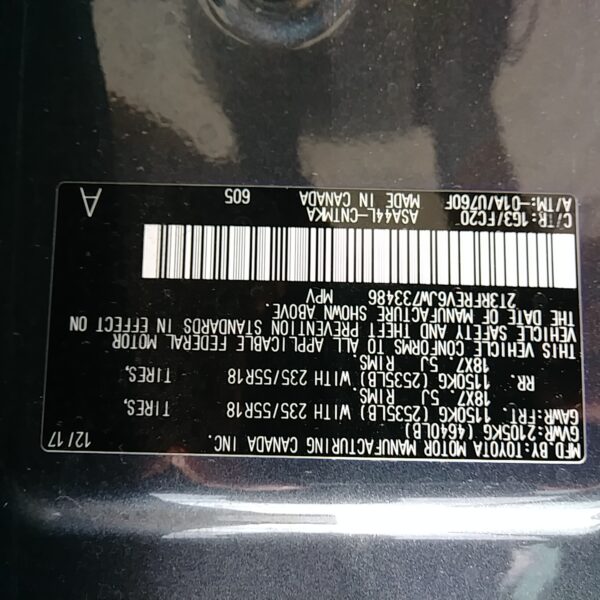 MFD.BY:TOYOTA MOTOR MANUFACTURING CANADA INC. 12/17
GVWR:2105KG (4640LB)
GAWR:FRT. 1150KG (2535LB) WITH 235/55R18 TIRES,
18X7.5J RIMS
RR. 1150KG (2535LB) WITH 235/55R18 TIRES,
18X7.5J RIMS
THIS VEHICLE CONFORMS TO ALL APPLICABLE FEDERAL MOTOR
VEHICLE SAFETY AND THEFT PREVENTION STANDARDS IN EFFECT ON
THE DATE OF MANUFACTURE SHOWN ABOVE.
2T3RFREV6JW733486 MPV
C/TR:1G3/FC20 ASA44L-CNTMKA 605
A/TM:-01A/U760F MADE IN CANADA A